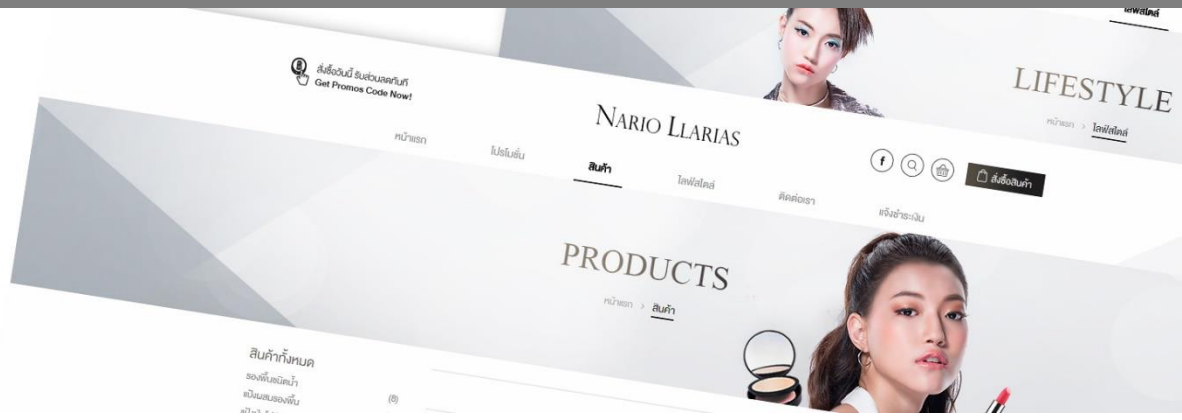 ไลฟ์สไตล์
LIFESTYLE
หน้าแรก > ไลฟ์สไตล์
สั่งซื้อวันนี้ รับส่วนลดทันที
Get Promos Code Now!
NARIO LLARIAS
f
สั่งซื้อสินค้า
หน้าแรก โปรโมชั่น สินค้า ไลฟ์สไตล์ ติดต่อเรา แจ้งชำระเงิน
PRODUCTS
หน้าแรก > สินค้า
สินค้าทั้งหมด
รองพื้นชนิดน้ำ
แป้งผสมรองพื้น (8)